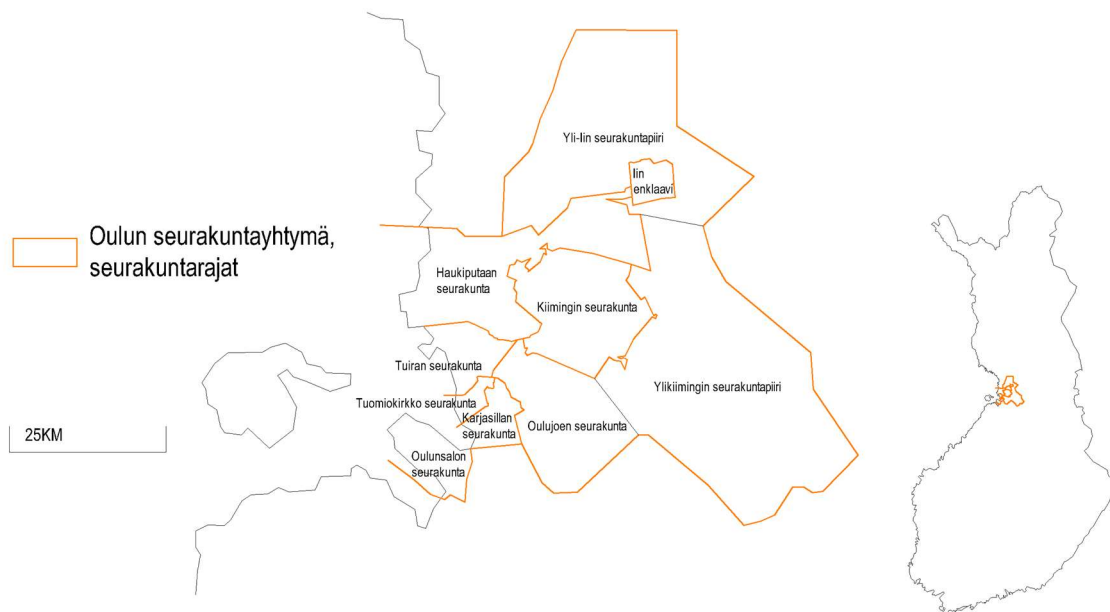 Yli-Iin seurakuntapiiri
Iin
enklaavi
Oulun seurakuntayhtymä,
seurakuntarajat
Haukiputaan
seurakunta
Kiimingin seurakunta
Tuiran seurakunta
Ylikiimingin seurakuntapiiri
Tuomiokirkko seurakunta
Karjasillan
seurakunta
Oulujoen seurakunta
25KM
Oulunsalon
seurakunta